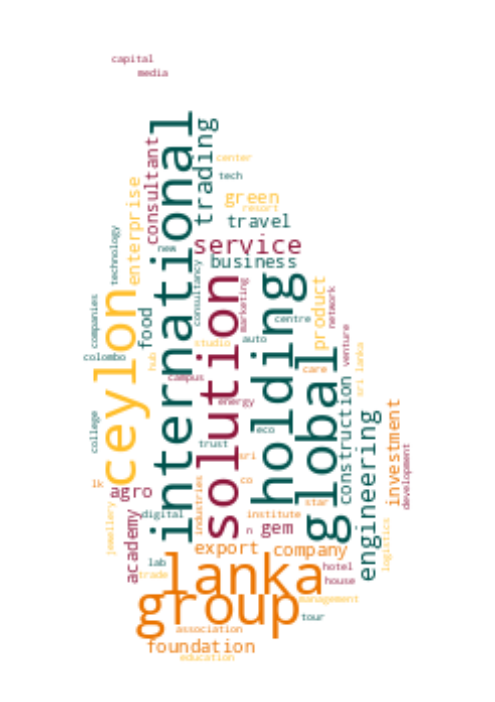 capital
media
international
trading
consultant
center
tech
enterprise
green
resort
travel
service
new
business
technology
consultancy
ceylon
solution
holding
marketing
product
network
companies
food
centre
colombo
hub
studio
auto
global
venture
sri lanka
campus
care
energy
construction
college
eco
trust
sri
engineering
investment
development
lk
agro
industries
co
star
jewellery
academy
digital
institute
n
gem
logistics
export
company
lab
lanka
trade
hotel
house
group
management
tour
association
foundation
education